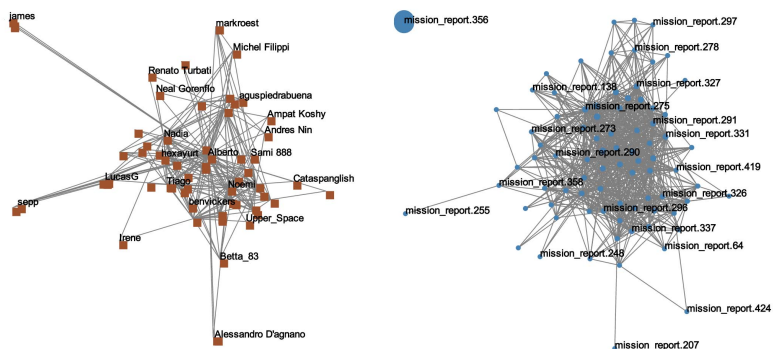 james
markroest
Michel Filippi
Renato Turbati
Neal Gorenflo
aguspiedrabuena
Ampat Koshy
Andres Nin
Nadia
hexayurt
Alberto
Sami 888
LucasG
Tiago
Noemi
Cataspanglish
benvickers
sepp
Upper_Space
Irene
Betta_83
Alessandro D'agnano
mission_report.356
mission_report.297
mission_report.278
mission_report.138
mission_report.327
mission_report.275
mission_report.291
mission_report.273
mission_report.331
mission_report.290
mission_report.419
mission_report.358
mission_report.326
mission_report.255
mission_report.296
mission_report.337
mission_report.248
mission_report.64
mission_report.424
mission_report.207